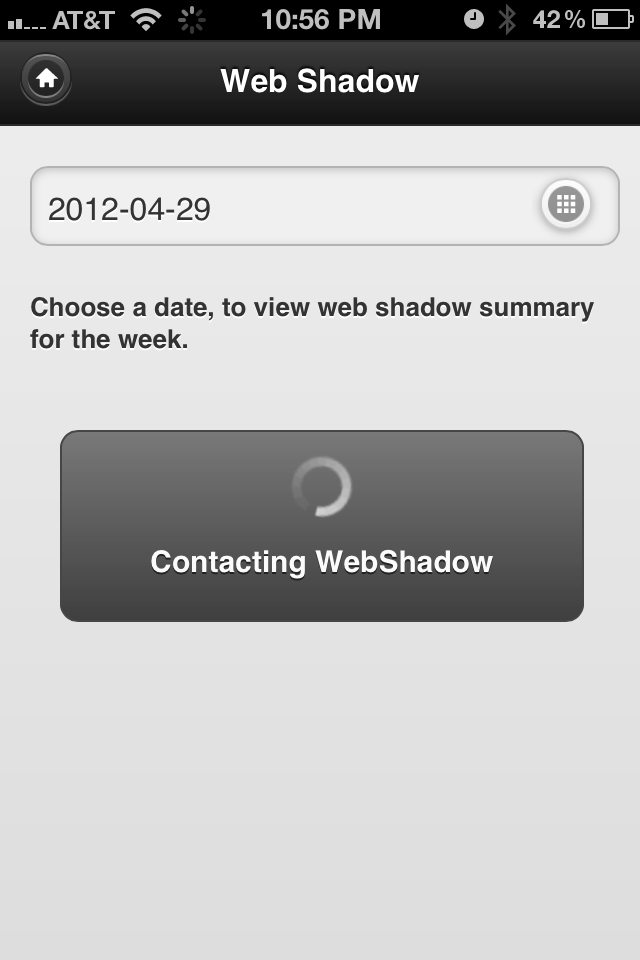 AT&T 10:56 PM 42%
Web Shadow
2012-04-29
Choose a date, to view web shadow summary
for the week.
Contacting WebShadow